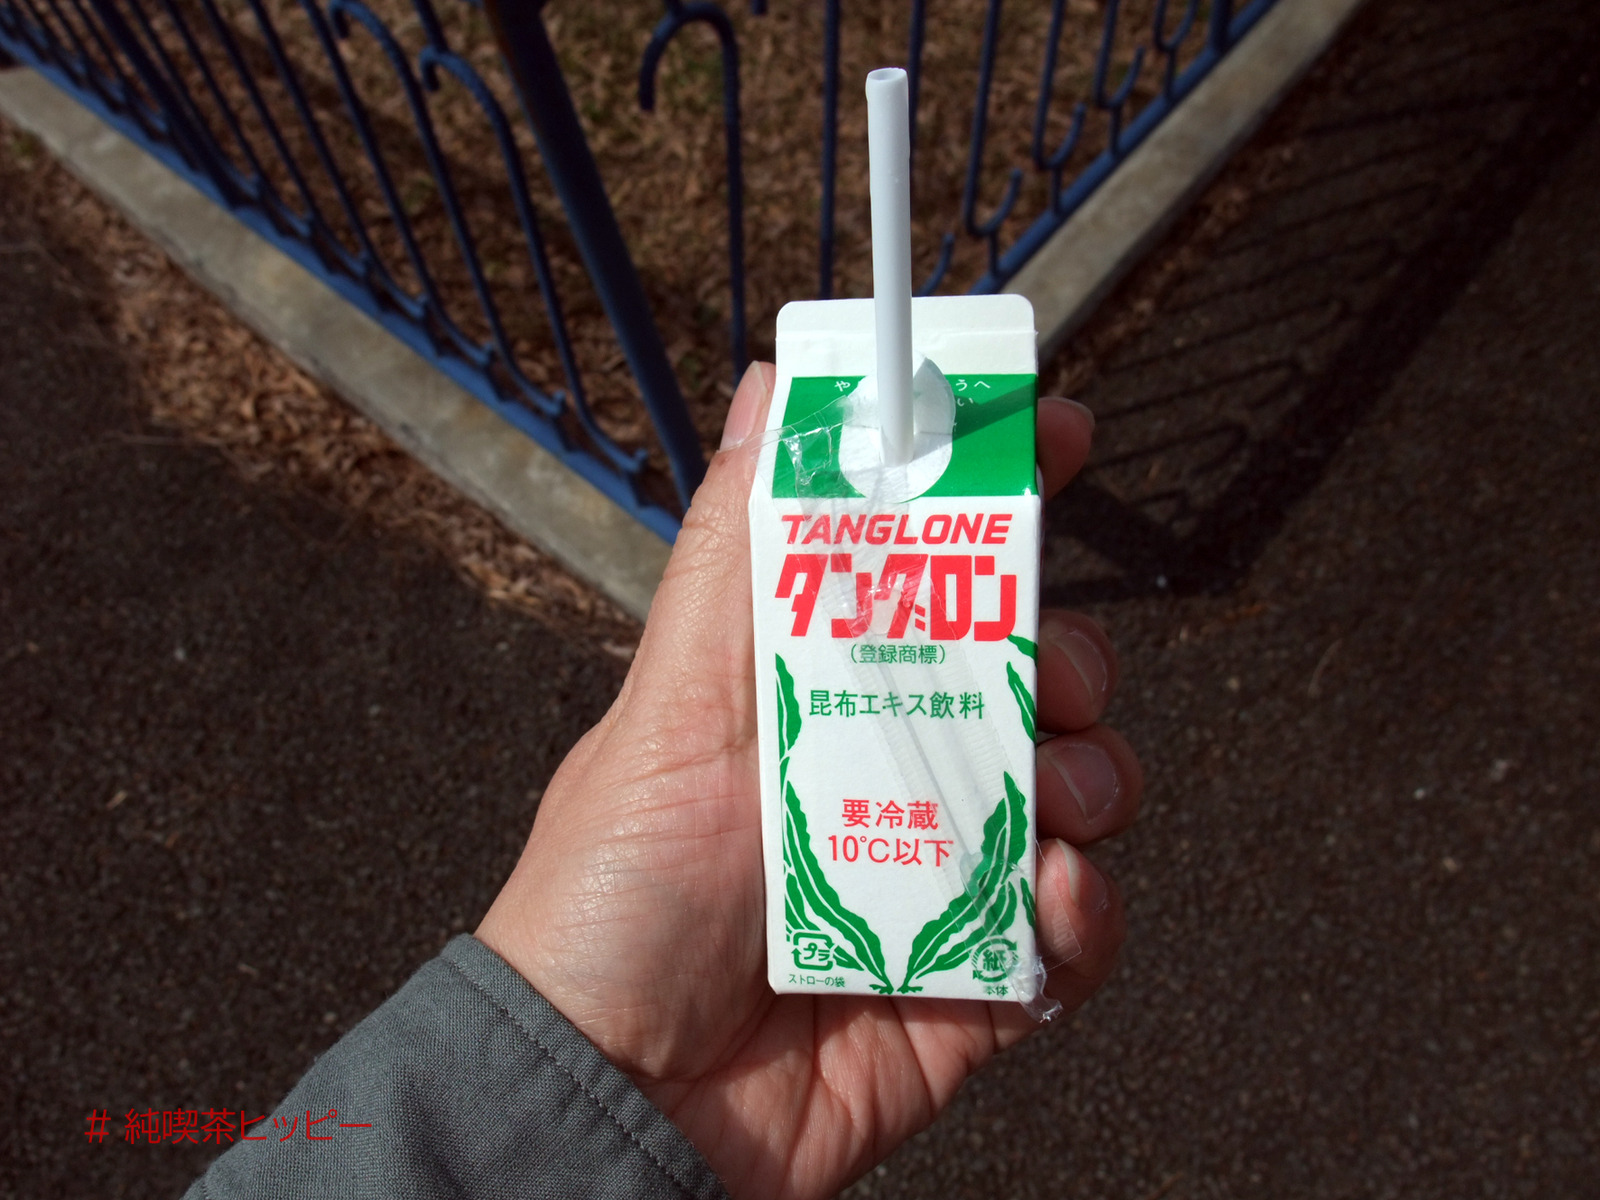 TANGLONE
タングロン
（登録商標）
昆布エキス飲料
要冷蔵
10℃以下
プラ
ストローの袋
紙
本体
# 純喫茶ヒッピー